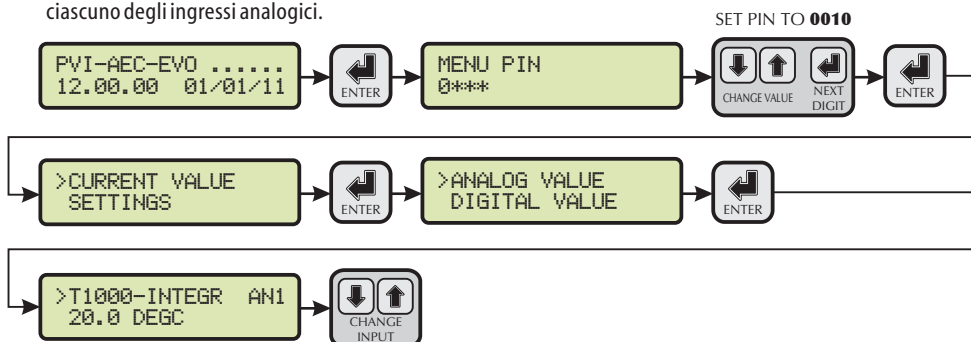 ciascuno degli ingressi analogici.
SET PIN TO 0010
PVI-AEC-EVO ......
12.00.00 01/01/11
ENTER
MENU PIN
0***
CHANGE VALUE
NEXT
DIGIT
ENTER
>CURRENT VALUE
SETTINGS
ENTER
>ANALOG VALUE
DIGITAL VALUE
ENTER
>T1000-INTEGR AN1
20.0 DEGC
CHANGE
INPUT